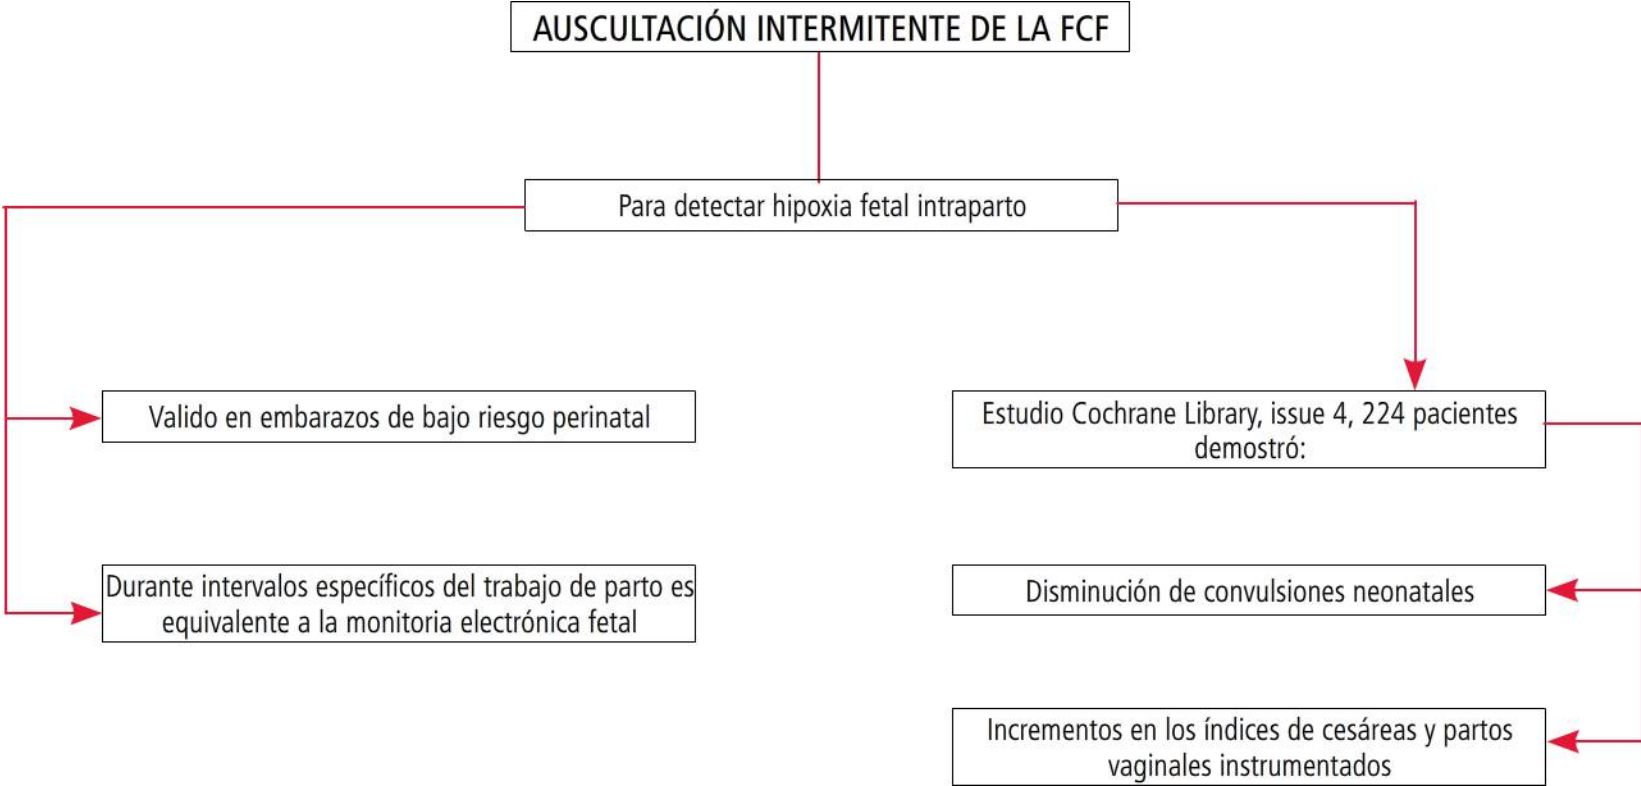 AUSCULTACIÓN INTERMITENTE DE LA FCF
Para detectar hipoxia fetal intraparto
Valido en embarazos de bajo riesgo perinatal
Durante intervalos específicos del trabajo de parto es
equivalente a la monitoria electrónica fetal
Estudio Cochrane Library, issue 4, 224 pacientes
demostró:
Disminución de convulsiones neonatales
Incrementos en los índices de cesáreas y partos
vaginales instrumentados